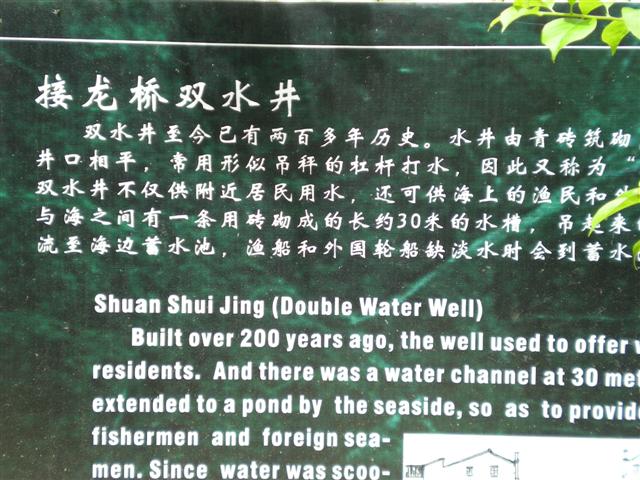 接龙桥双水井
双水井至今已有两百多年历史。水井由青砖筑砌
井口相平，常用形似吊秤的杠杆打水，因此又称为“
双水井不仅供附近居民用水，还可供海上的渔民和外
与海之间有一条用砖砌成的长约30米的水槽，吊起来
流至海边蓄水池，渔船和外国轮船缺淡水时会到蓄水
Shuan Shui Jing (Double Water Well)
Built over 200 years ago, the well used to offer
residents. And there was a water channel at 30
extended to a pond by the seaside, so as to provide
fishermen and foreign sea-
men. Since water was scoo-